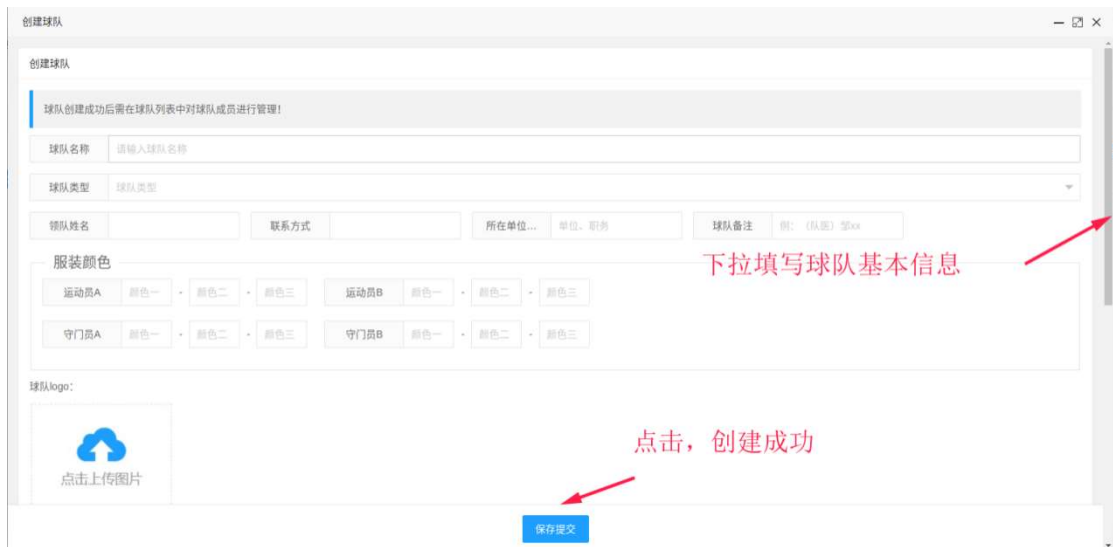 创建球队
创建球队
球队创建成功后需在球队列表中对球队成员进行管理!
球队名称 请输入球队名称
球队类型 球队类型
领队姓名 联系方式 所在单位... 单位、职务 球队备注 例:(队医)邹xx
下拉填写球队基本信息
服装颜色
运动员A 颜色一 - 颜色二 - 颜色三 运动员B 颜色一 - 颜色二 - 颜色三
守门员A 颜色一 - 颜色二 - 颜色三 守门员B 颜色一 - 颜色二 - 颜色三
球队logo:
点击,创建成功
点击上传图片
保存提交